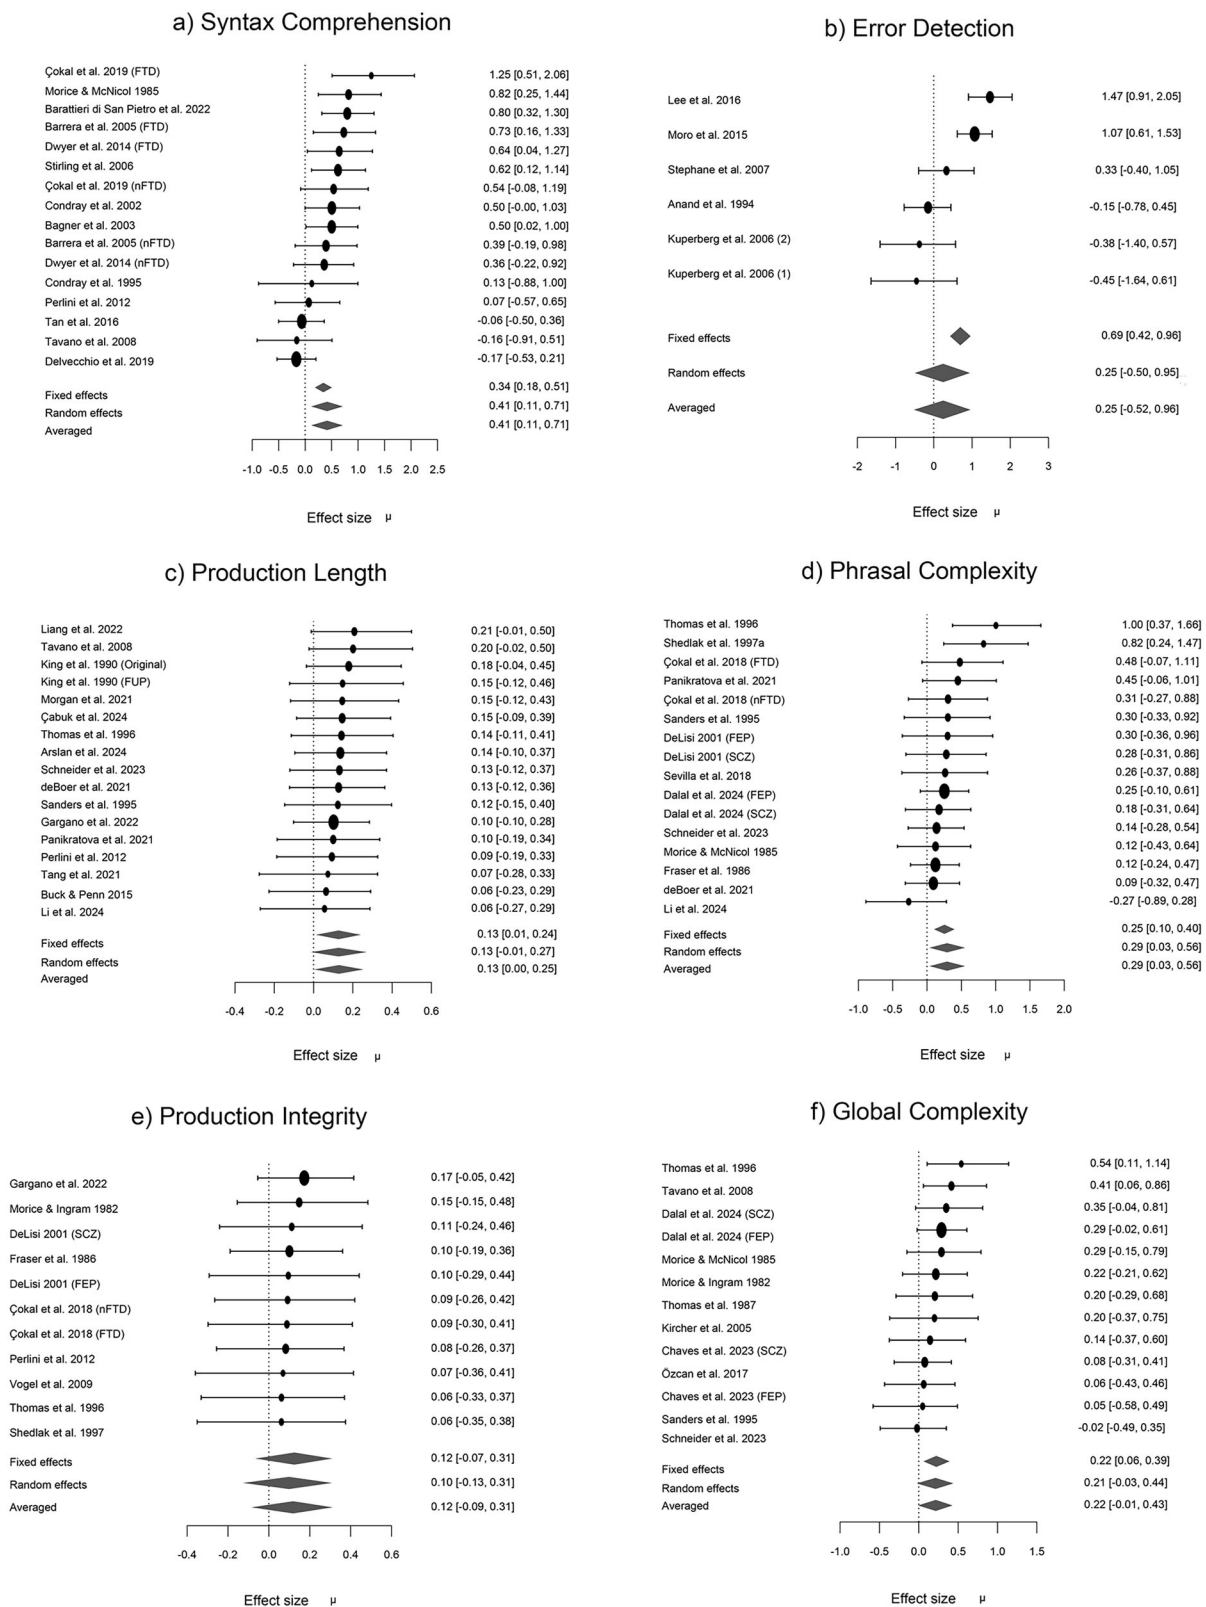 a) Syntax Comprehension
Çokal et al. 2019 (FTD) 1.25 [0.51, 2.06]
Morice & McNicol 1985 0.82 [0.25, 1.44]
Barattieri di San Pietro et al. 2022 0.80 [0.32, 1.30]
Barrera et al. 2005 (FTD) 0.73 [0.16, 1.33]
Dwyer et al. 2014 (FTD) 0.64 [0.04, 1.27]
Stirling et al. 2006 0.62 [0.12, 1.14]
Çokal et al. 2019 (nFTD) 0.54 [-0.08, 1.19]
Condray et al. 2002 0.50 [-0.00, 1.03]
Bagner et al. 2003 0.50 [0.02, 1.00]
Barrera et al. 2005 (nFTD) 0.39 [-0.19, 0.98]
Dwyer et al. 2014 (nFTD) 0.36 [-0.22, 0.92]
Condray et al. 1995 0.13 [-0.88, 1.00]
Perlini et al. 2012 0.07 [-0.57, 0.65]
Tan et al. 2016 -0.06 [-0.50, 0.36]
Tavano et al. 2008 -0.16 [-0.91, 0.51]
Delvecchio et al. 2019 -0.17 [-0.53, 0.21]
Fixed effects 0.34 [0.18, 0.51]
Random effects 0.41 [0.11, 0.71]
Averaged 0.41 [0.11, 0.71]
-1.0 -0.5 0.0 0.5 1.0 1.5 2.0 2.5
Effect size μ
b) Error Detection
Lee et al. 2016 1.47 [0.91, 2.05]
Moro et al. 2015 1.07 [0.61, 1.53]
Stephane et al. 2007 0.33 [-0.40, 1.05]
Anand et al. 1994 -0.15 [-0.78, 0.45]
Kuperberg et al. 2006 (2) -0.38 [-1.40, 0.57]
Kuperberg et al. 2006 (1) -0.45 [-1.64, 0.61]
Fixed effects 0.69 [0.42, 0.96]
Random effects 0.25 [-0.50, 0.95]
Averaged 0.25 [-0.52, 0.96]
-2 -1 0 1 2 3
Effect size μ
c) Production Length
Liang et al. 2022 0.21 [-0.01, 0.50]
Tavano et al. 2008 0.20 [-0.02, 0.50]
King et al. 1990 (Original) 0.18 [-0.04, 0.45]
King et al. 1990 (FUP) 0.15 [-0.12, 0.46]
Morgan et al. 2021 0.15 [-0.12, 0.43]
Çabuk et al. 2024 0.15 [-0.09, 0.39]
Thomas et al. 1996 0.14 [-0.11, 0.41]
Arslan et al. 2024 0.14 [-0.10, 0.37]
Schneider et al. 2023 0.13 [-0.12, 0.37]
deBoer et al. 2021 0.13 [-0.12, 0.36]
Sanders et al. 1995 0.12 [-0.15, 0.40]
Gargano et al. 2022 0.10 [-0.10, 0.28]
Panikratova et al. 2021 0.10 [-0.19, 0.34]
Perlini et al. 2012 0.09 [-0.19, 0.33]
Tang et al. 2021 0.07 [-0.28, 0.33]
Buck & Penn 2015 0.06 [-0.23, 0.29]
Li et al. 2024 0.06 [-0.27, 0.29]
Fixed effects 0.13 [0.01, 0.24]
Random effects 0.13 [-0.01, 0.27]
Averaged 0.13 [0.00, 0.25]
-0.4 -0.2 0.0 0.2 0.4 0.6
Effect size μ
d) Phrasal Complexity
Thomas et al. 1996 1.00 [0.37, 1.66]
Shedlak et al. 1997a 0.82 [0.24, 1.47]
Çokal et al. 2018 (FTD) 0.48 [-0.07, 1.11]
Panikratova et al. 2021 0.45 [-0.06, 1.01]
Çokal et al. 2018 (nFTD) 0.31 [-0.27, 0.88]
Sanders et al. 1995 0.30 [-0.33, 0.92]
DeLisi 2001 (FEP) 0.30 [-0.36, 0.96]
DeLisi 2001 (SCZ) 0.28 [-0.31, 0.86]
Sevilla et al. 2018 0.26 [-0.37, 0.88]
Dalal et al. 2024 (FEP) 0.25 [-0.10, 0.61]
Dalal et al. 2024 (SCZ) 0.18 [-0.31, 0.64]
Schneider et al. 2023 0.14 [-0.28, 0.54]
Morice & McNicol 1985 0.12 [-0.43, 0.64]
Fraser et al. 1986 0.12 [-0.24, 0.47]
deBoer et al. 2021 0.09 [-0.32, 0.47]
Li et al. 2024 -0.27 [-0.89, 0.28]
Fixed effects 0.25 [0.10, 0.40]
Random effects 0.29 [0.03, 0.56]
Averaged 0.29 [0.03, 0.56]
-1.0 -0.5 0.0 0.5 1.0 1.5 2.0
Effect size μ
e) Production Integrity
Gargano et al. 2022 0.17 [-0.05, 0.42]
Morice & Ingram 1982 0.15 [-0.15, 0.48]
DeLisi 2001 (SCZ) 0.11 [-0.24, 0.46]
Fraser et al. 1986 0.10 [-0.19, 0.36]
DeLisi 2001 (FEP) 0.10 [-0.29, 0.44]
Çokal et al. 2018 (nFTD) 0.09 [-0.26, 0.42]
Çokal et al. 2018 (FTD) 0.09 [-0.30, 0.41]
Perlini et al. 2012 0.08 [-0.26, 0.37]
Vogel et al. 2009 0.07 [-0.36, 0.41]
Thomas et al. 1996 0.06 [-0.33, 0.37]
Shedlak et al. 1997 0.06 [-0.35, 0.38]
Fixed effects 0.12 [-0.07, 0.31]
Random effects 0.10 [-0.13, 0.31]
Averaged 0.12 [-0.09, 0.31]
-0.4 -0.2 0.0 0.2 0.4 0.6
Effect size μ
f) Global Complexity
Thomas et al. 1996 0.54 [0.11, 1.14]
Tavano et al. 2008 0.41 [0.06, 0.86]
Dalal et al. 2024 (SCZ) 0.35 [-0.04, 0.81]
Dalal et al. 2024 (FEP) 0.29 [-0.02, 0.61]
Morice & McNicol 1985 0.29 [-0.15, 0.79]
Morice & Ingram 1982 0.22 [-0.21, 0.62]
Thomas et al. 1987 0.20 [-0.29, 0.68]
Kircher et al. 2005 0.20 [-0.37, 0.75]
Chaves et al. 2023 (SCZ) 0.14 [-0.37, 0.60]
Özcan et al. 2017 0.08 [-0.31, 0.41]
Chaves et al. 2023 (FEP) 0.06 [-0.43, 0.46]
Sanders et al. 1995 0.05 [-0.58, 0.49]
Schneider et al. 2023 -0.02 [-0.49, 0.35]
Fixed effects 0.22 [0.06, 0.39]
Random effects 0.21 [-0.03, 0.44]
Averaged 0.22 [-0.01, 0.43]
-1.0 -0.5 0.0 0.5 1.0 1.5
Effect size μ